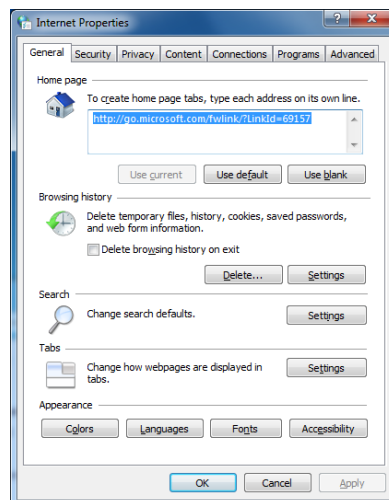 Internet Properties
General Security Privacy Content Connections Programs Advanced
Home page
To create home page tabs, type each address on its own line.
http://go.microsoft.com/fwlink/?LinkId=69157
Use current Use default Use blank
Browsing history
Delete temporary files, history, cookies, saved passwords,
and web form information.
Delete browsing history on exit
Delete... Settings
Search
Change search defaults. Settings
Tabs
Change how webpages are displayed in Settings
tabs.
Appearance
Colors Languages Fonts Accessibility
OK Cancel Apply